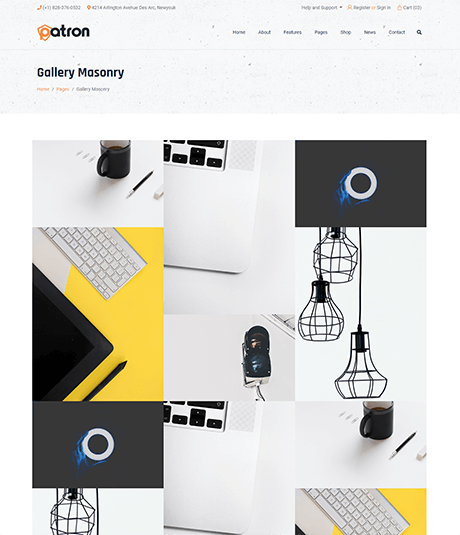 (+1) 828-376-0532 4214 Arlington Avenue Des Arc, Newyouk Help and Support Register or Sign in Cart (03)
patron Home About Features Pages Shop News Contact
Gallery Masonry
Home / Pages / Gallery Masonry